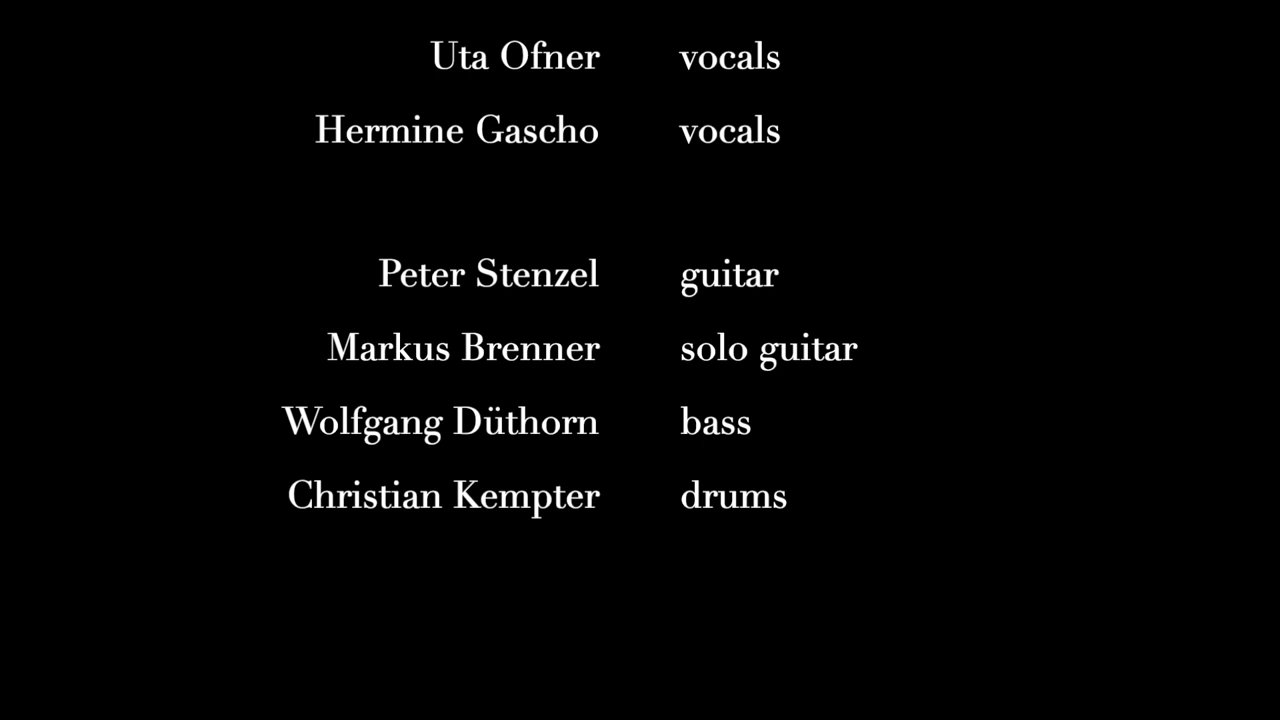 Uta Ofner vocals
Hermine Gascho vocals
Peter Stenzel guitar
Markus Brenner solo guitar
Wolfgang Düthorn bass
Christian Kempter drums